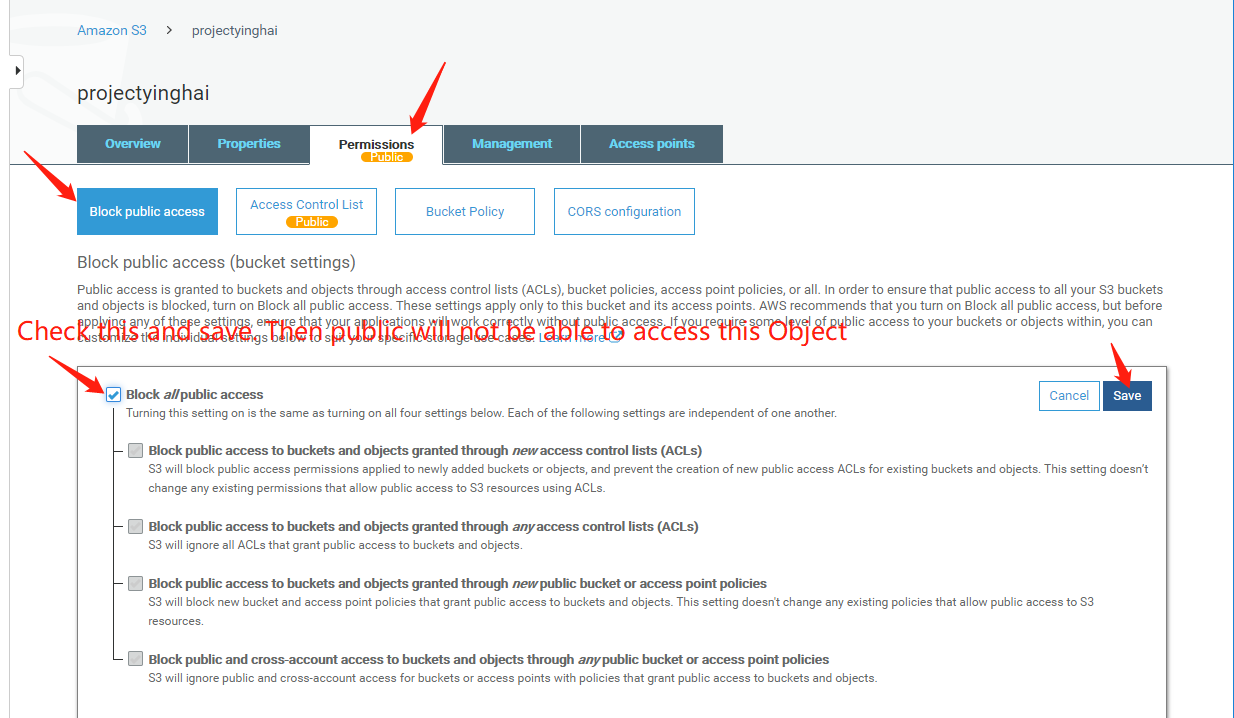 Amazon S3 > projectyinghai
projectyinghai
Overview
Properties
Permissions
Public
Management
Access points
Block public access
Access Control List
Public
Bucket Policy
CORS configuration
Block public access (bucket settings)
Public access is granted to buckets and objects through access control lists (ACLs), bucket policies, access point policies, or all. In order to ensure that public access to all your S3 buckets
and objects is blocked, turn on Block all public access. These settings apply only to this bucket and its access points. AWS recommends that you turn on Block all public access, but before
applying any of these settings, ensure that your applications will work correctly without public access. If you require some level of public access to your buckets or objects within, you can
customize the individual settings below to suit your specific storage use cases. Learn more
Check this and save. Then public will not be able to access this Object
Block all public access
Turning this setting on is the same as turning on all four settings below. Each of the following settings are independent of one another.
Cancel
Save
Block public access to buckets and objects granted through new access control lists (ACLs)
S3 will block public access permissions applied to newly added buckets or objects, and prevent the creation of new public access ACLs for existing buckets and objects. This setting doesn't
change any existing permissions that allow public access to S3 resources using ACLs.
Block public access to buckets and objects granted through any access control lists (ACLs)
S3 will ignore all ACLs that grant public access to buckets and objects.
Block public access to buckets and objects granted through new public bucket or access point policies
S3 will block new bucket and access point policies that grant public access to buckets and objects. This setting doesn't change any existing policies that allow public access to S3
resources.
Block public and cross-account access to buckets and objects through any public bucket or access point policies
S3 will ignore public and cross-account access for buckets or access points with policies that grant public access to buckets and objects.